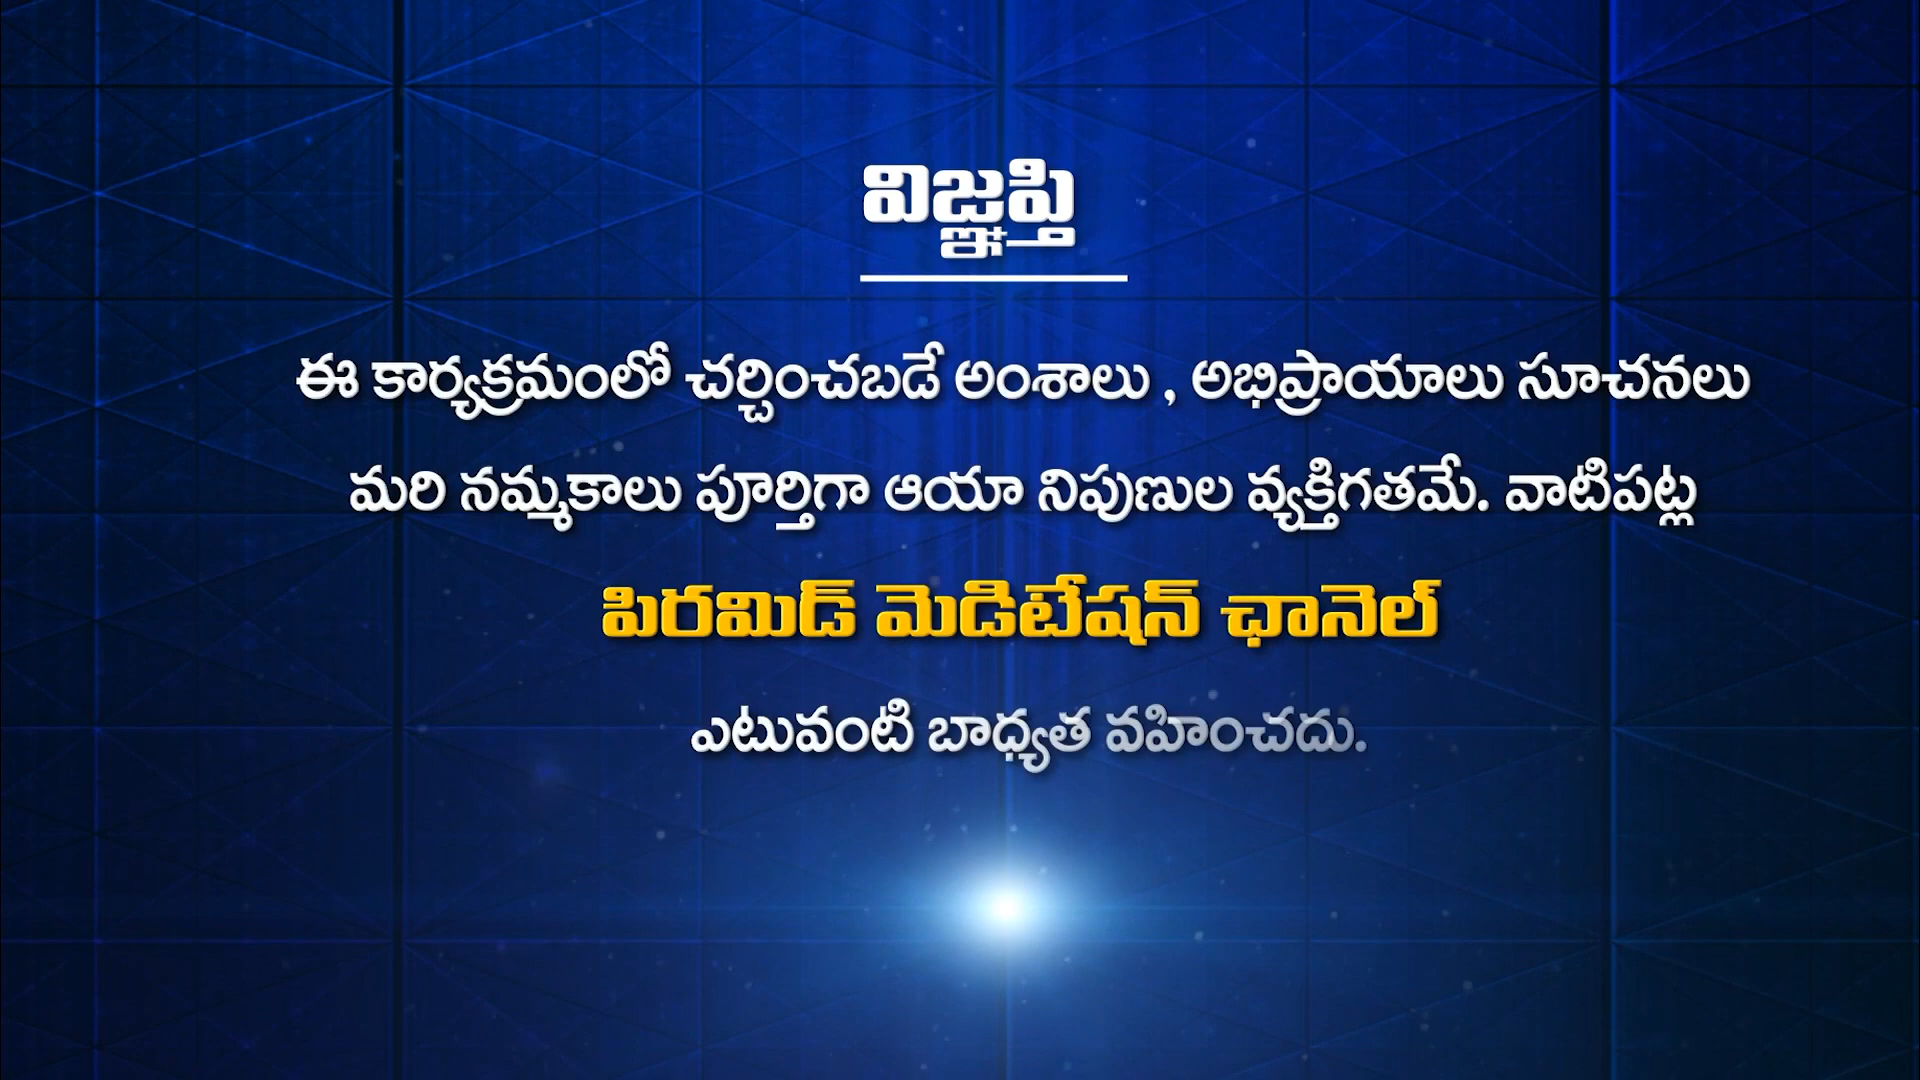 విజ్ఞప్తి
ఈ కార్యక్రమంలో చర్చించబడే అంశాలు , అభిప్రాయాలు సూచనలు
మరి నమ్మకాలు పూర్తిగా ఆయా నిపుణుల వ్యక్తిగతమే. వాటిపట్ల
పిరమిడ్ మెడిటేషన్ ఛానెల్
ఎటువంటి బాధ్యత వహించదు.